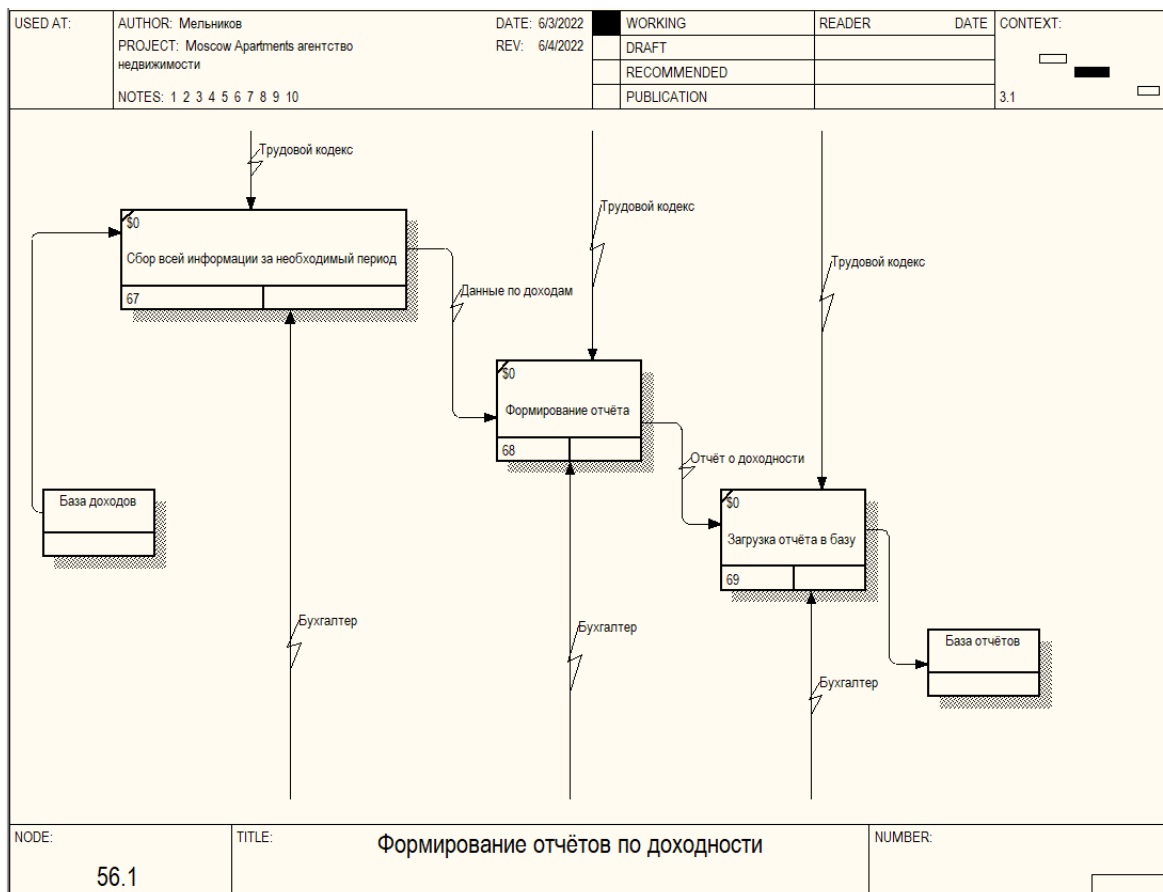 USED AT:
AUTHOR: Мельников
DATE: 6/3/2022
PROJECT: Moscow Apartments агентство
недвижимости
REV: 6/4/2022
NOTES: 1 2 3 4 5 6 7 8 9 10
WORKING
DRAFT
RECOMMENDED
PUBLICATION
READER
DATE
CONTEXT:
3.1
Трудовой кодекс
Трудовой кодекс
Трудовой кодекс
$0
Сбор всей информации за необходимый период
67
Данные по доходам
$0
Формирование отчёта
68
Отчёт о доходности
База доходов
$0
Загрузка отчёта в базу
69
Бухгалтер
Бухгалтер
Бухгалтер
База отчётов
NODE:
56.1
TITLE:
Формирование отчётов по доходности
NUMBER: